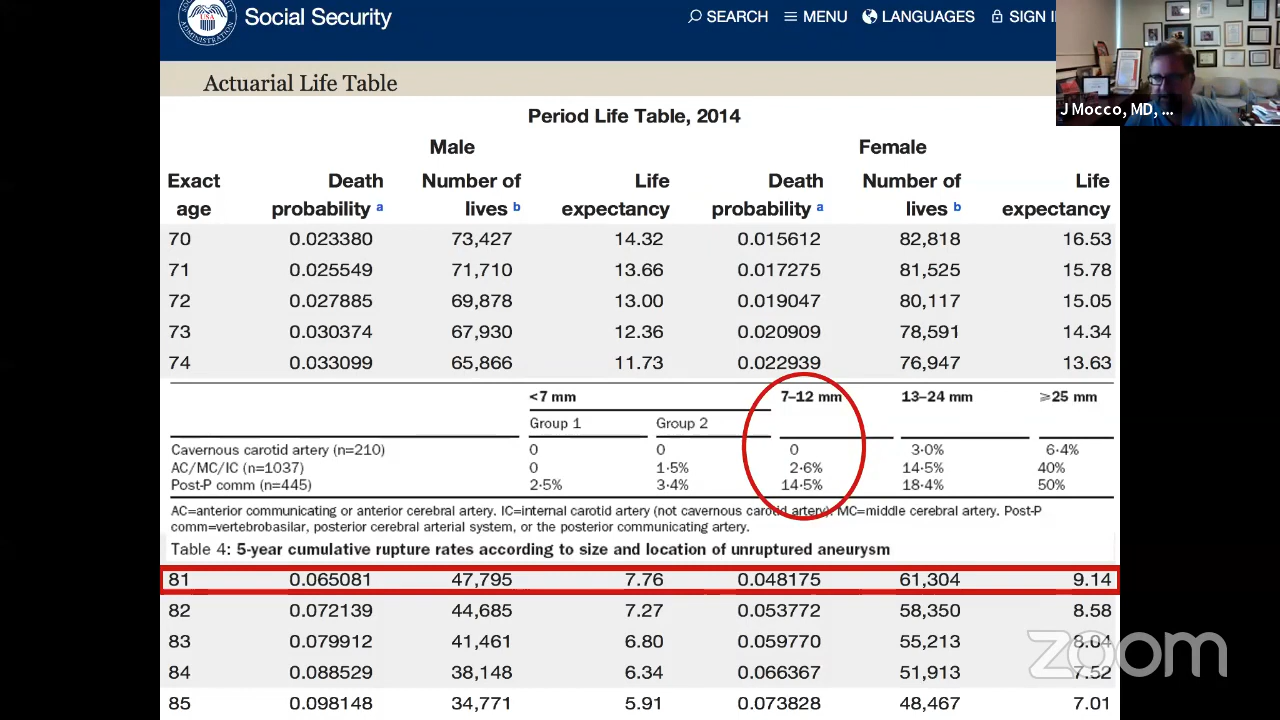 Social Security
SEARCH MENU LANGUAGES SIGN I
J Mocco, MD, ...
USA
ADMINISTRATION
Actuarial Life Table
Period Life Table, 2014
Male Female
Exact Death Number of Life Death Number of Life
age probability a lives b expectancy probability a lives b expectancy
70 0.023380 73,427 14.32 0.015612 82,818 16.53
71 0.025549 71,710 13.66 0.017275 81,525 15.78
72 0.027885 69,878 13.00 0.019047 80,117 15.05
73 0.030374 67,930 12.36 0.020909 78,591 14.34
74 0.033099 65,866 11.73 0.022939 76,947 13.63
<7 mm 7–12 mm 13–24 mm ⩾25 mm
Group 1 Group 2
Cavernous carotid artery (n=210) 0 0 0 3·0% 6·4%
AC/MC/IC (n=1037) 0 1·5% 2·6% 14·5% 40%
Post-P comm (n=445) 2·5% 3·4% 14·5% 18·4% 50%
AC=anterior communicating or anterior cerebral artery. IC=internal carotid artery (not cavernous carotid artery). MC=middle cerebral artery. Post-P
comm=vertebrobasilar, posterior cerebral arterial system, or the posterior communicating artery.
Table 4: 5-year cumulative rupture rates according to size and location of unruptured aneurysm
81 0.065081 47,795 7.76 0.048175 61,304 9.14
82 0.072139 44,685 7.27 0.053772 58,350 8.58
83 0.079912 41,461 6.80 0.059770 55,213 8.04
84 0.088529 38,148 6.34 0.066367 51,913 7.52
85 0.098148 34,771 5.91 0.073828 48,467 7.01
zoom